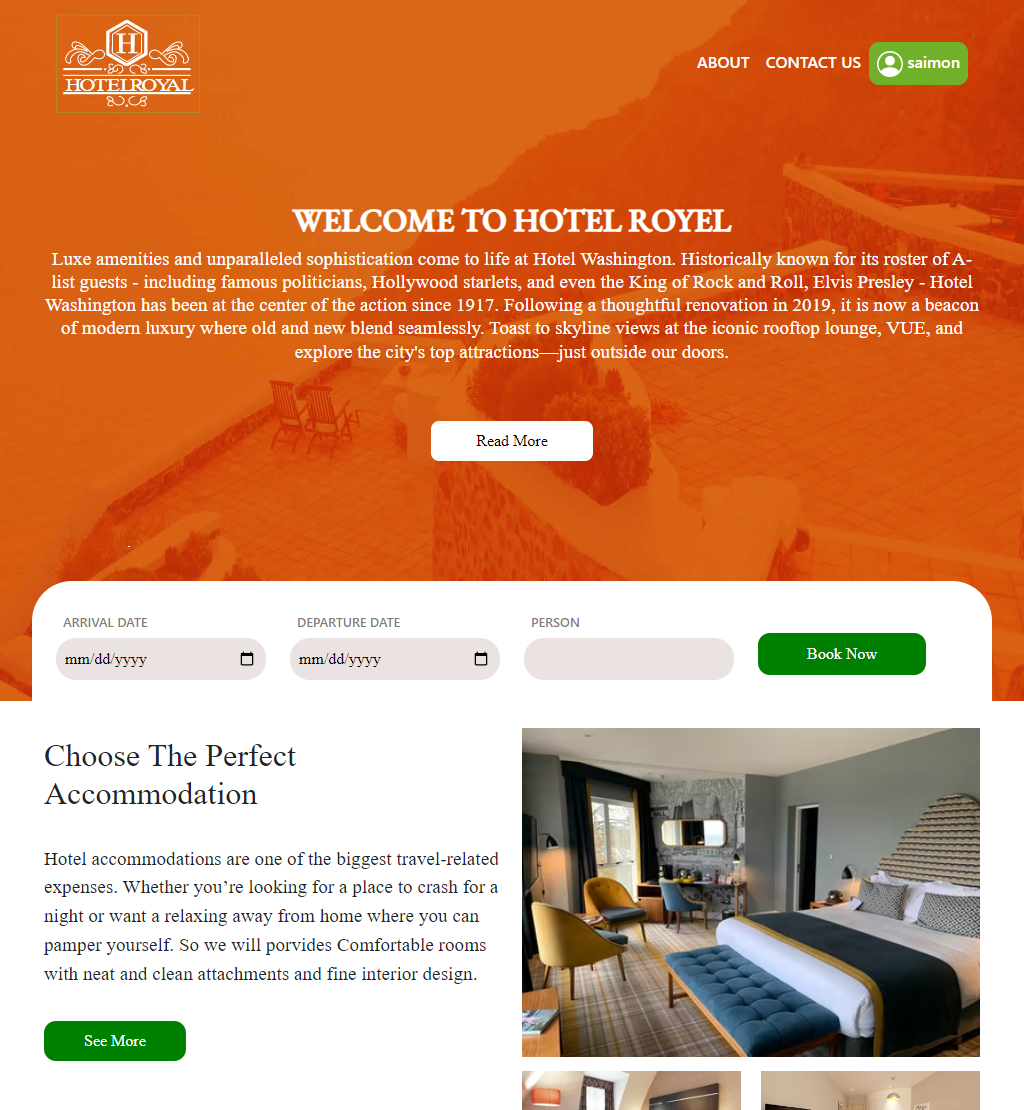 H
HOTELROYAL
ABOUT
CONTACT US
saimon
WELCOME TO HOTEL ROYEL
Luxe amenities and unparalleled sophistication come to life at Hotel Washington. Historically known for its roster of A-
list guests - including famous politicians, Hollywood starlets, and even the King of Rock and Roll, Elvis Presley - Hotel
Washington has been at the center of the action since 1917. Following a thoughtful renovation in 2019, it is now a beacon
of modern luxury where old and new blend seamlessly. Toast to skyline views at the iconic rooftop lounge, VUE, and
explore the city's top attractions—just outside our doors.
Read More
ARRIVAL DATE
DEPARTURE DATE
PERSON
mm/dd/yyyy
mm/dd/yyyy
Book Now
Choose The Perfect
Accommodation
Hotel accommodations are one of the biggest travel-related
expenses. Whether you’re looking for a place to crash for a
night or want a relaxing away from home where you can
pamper yourself. So we will porvides Comfortable rooms
with neat and clean attachments and fine interior design.
See More